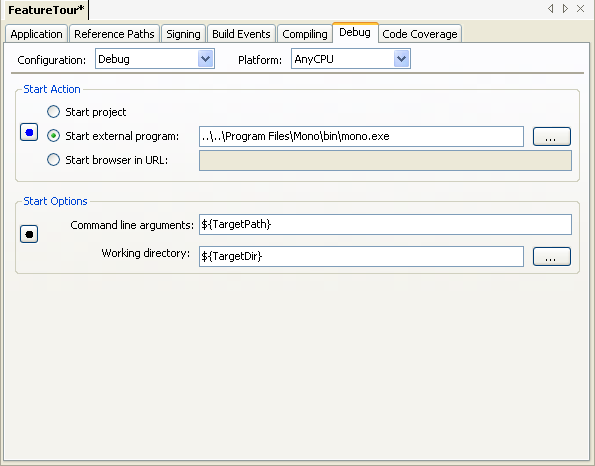 FeatureTour*
Application Reference Paths Signing Build Events Compiling Debug Code Coverage
Configuration: Debug Platform: AnyCPU
Start Action
Start project
Start external program: ..\..\Program Files\Mono\bin\mono.exe ...
Start browser in URL:
Start Options
Command line arguments: ${TargetPath}
Working directory: ${TargetDir} ...